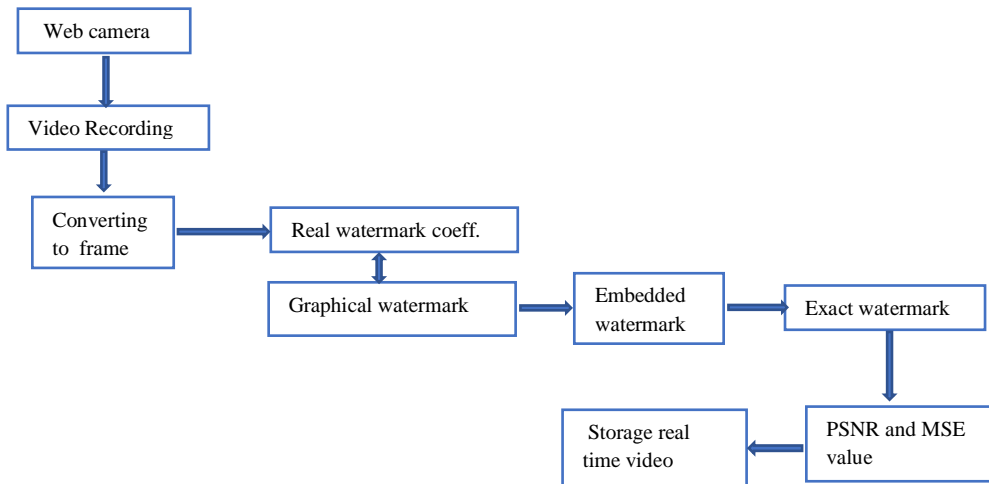 Web camera
Video Recording
Converting
to frame
Real watermark coeff.
Graphical watermark
Embedded
watermark
Exact watermark
PSNR and MSE
value
Storage real
time video